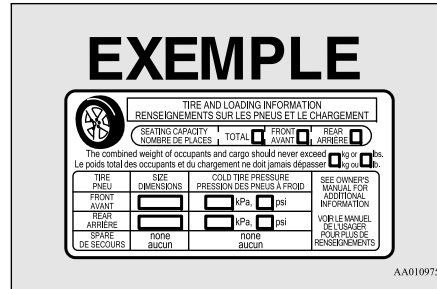 EXEMPLE
TIRE AND LOADING INFORMATION
RENSEIGNEMENTS SUR LES PNEUS ET LE CHARGEMENT
SEATING CAPACITY
NOMBRE DE PLACES
TOTAL
FRONT
AVANT
REAR
ARRIÈRE
The combined weight of occupants and cargo should never exceed kg or lbs.
Le poids total des occupants et du chargement ne doit jamais dépasser kg ou lb.
TIRE
PNEU
SIZE
DIMENSIONS
COLD TIRE PRESSURE
PRESSION DES PNEUS À FROID
SEE OWNER'S
MANUAL FOR
ADDITIONAL
INFORMATION
VOIR LE MANUEL
DE L'USAGER
POUR PLUS DE
RENSEIGNEMENTS
FRONT
AVANT
kPa, psi
REAR
ARRIÈRE
kPa, psi
SPARE
DE SECOURS
none
aucun
none
aucun
AA010975